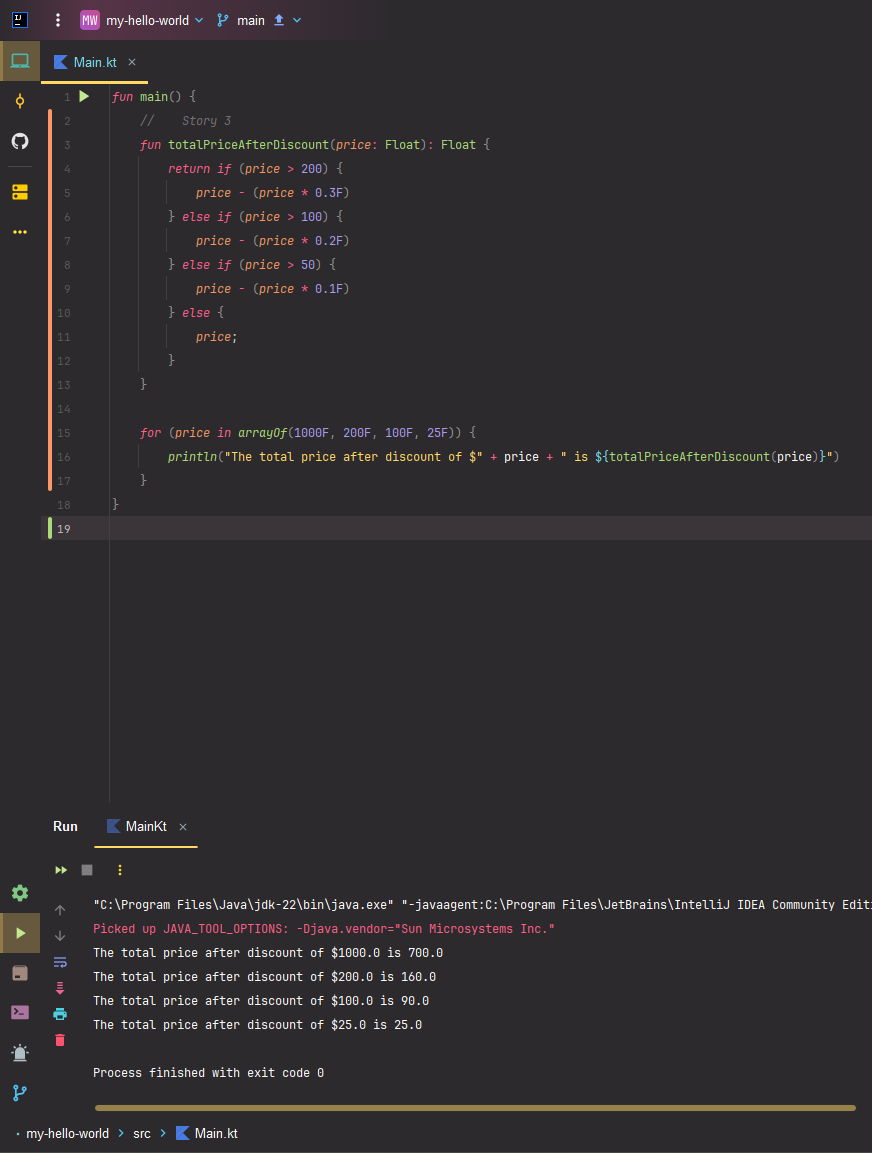 MW my-hello-world main
Main.kt
1 fun main() {
2 //    Story 3
3 fun totalPriceAfterDiscount(price: Float): Float {
4 return if (price > 200) {
5 price - (price * 0.3F)
6 } else if (price > 100) {
7 price - (price * 0.2F)
8 } else if (price > 50) {
9 price - (price * 0.1F)
10 } else {
11 price;
12 }
13 }
14
15 for (price in arrayOf(1000F, 200F, 100F, 25F)) {
16 println("The total price after discount of $" + price + " is ${totalPriceAfterDiscount(price)}")
17 }
18 }
19
Run MainKt
"C:\Program Files\Java\jdk-22\bin\java.exe" "-javaagent:C:\Program Files\JetBrains\IntelliJ IDEA Community Editi
Picked up JAVA_TOOL_OPTIONS: -Djava.vendor="Sun Microsystems Inc."
The total price after discount of $1000.0 is 700.0
The total price after discount of $200.0 is 160.0
The total price after discount of $100.0 is 90.0
The total price after discount of $25.0 is 25.0
Process finished with exit code 0
my-hello-world > src > Main.kt